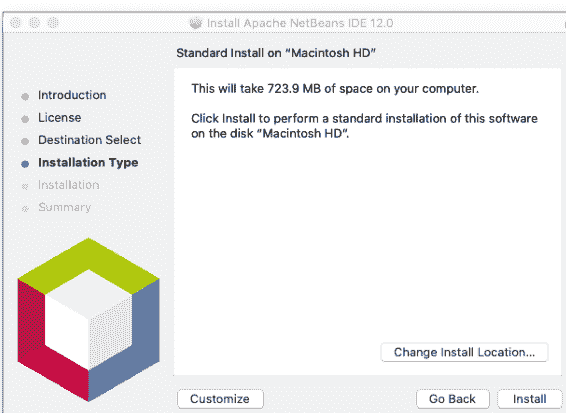 Install Apache NetBeans IDE 12.0
Standard Install on “Macintosh HD”
Introduction
License
Destination Select
Installation Type
Installation
Summary
This will take 723.9 MB of space on your computer.
Click Install to perform a standard installation of this software
on the disk “Macintosh HD”.
Change Install Location...
Customize
Go Back
Install